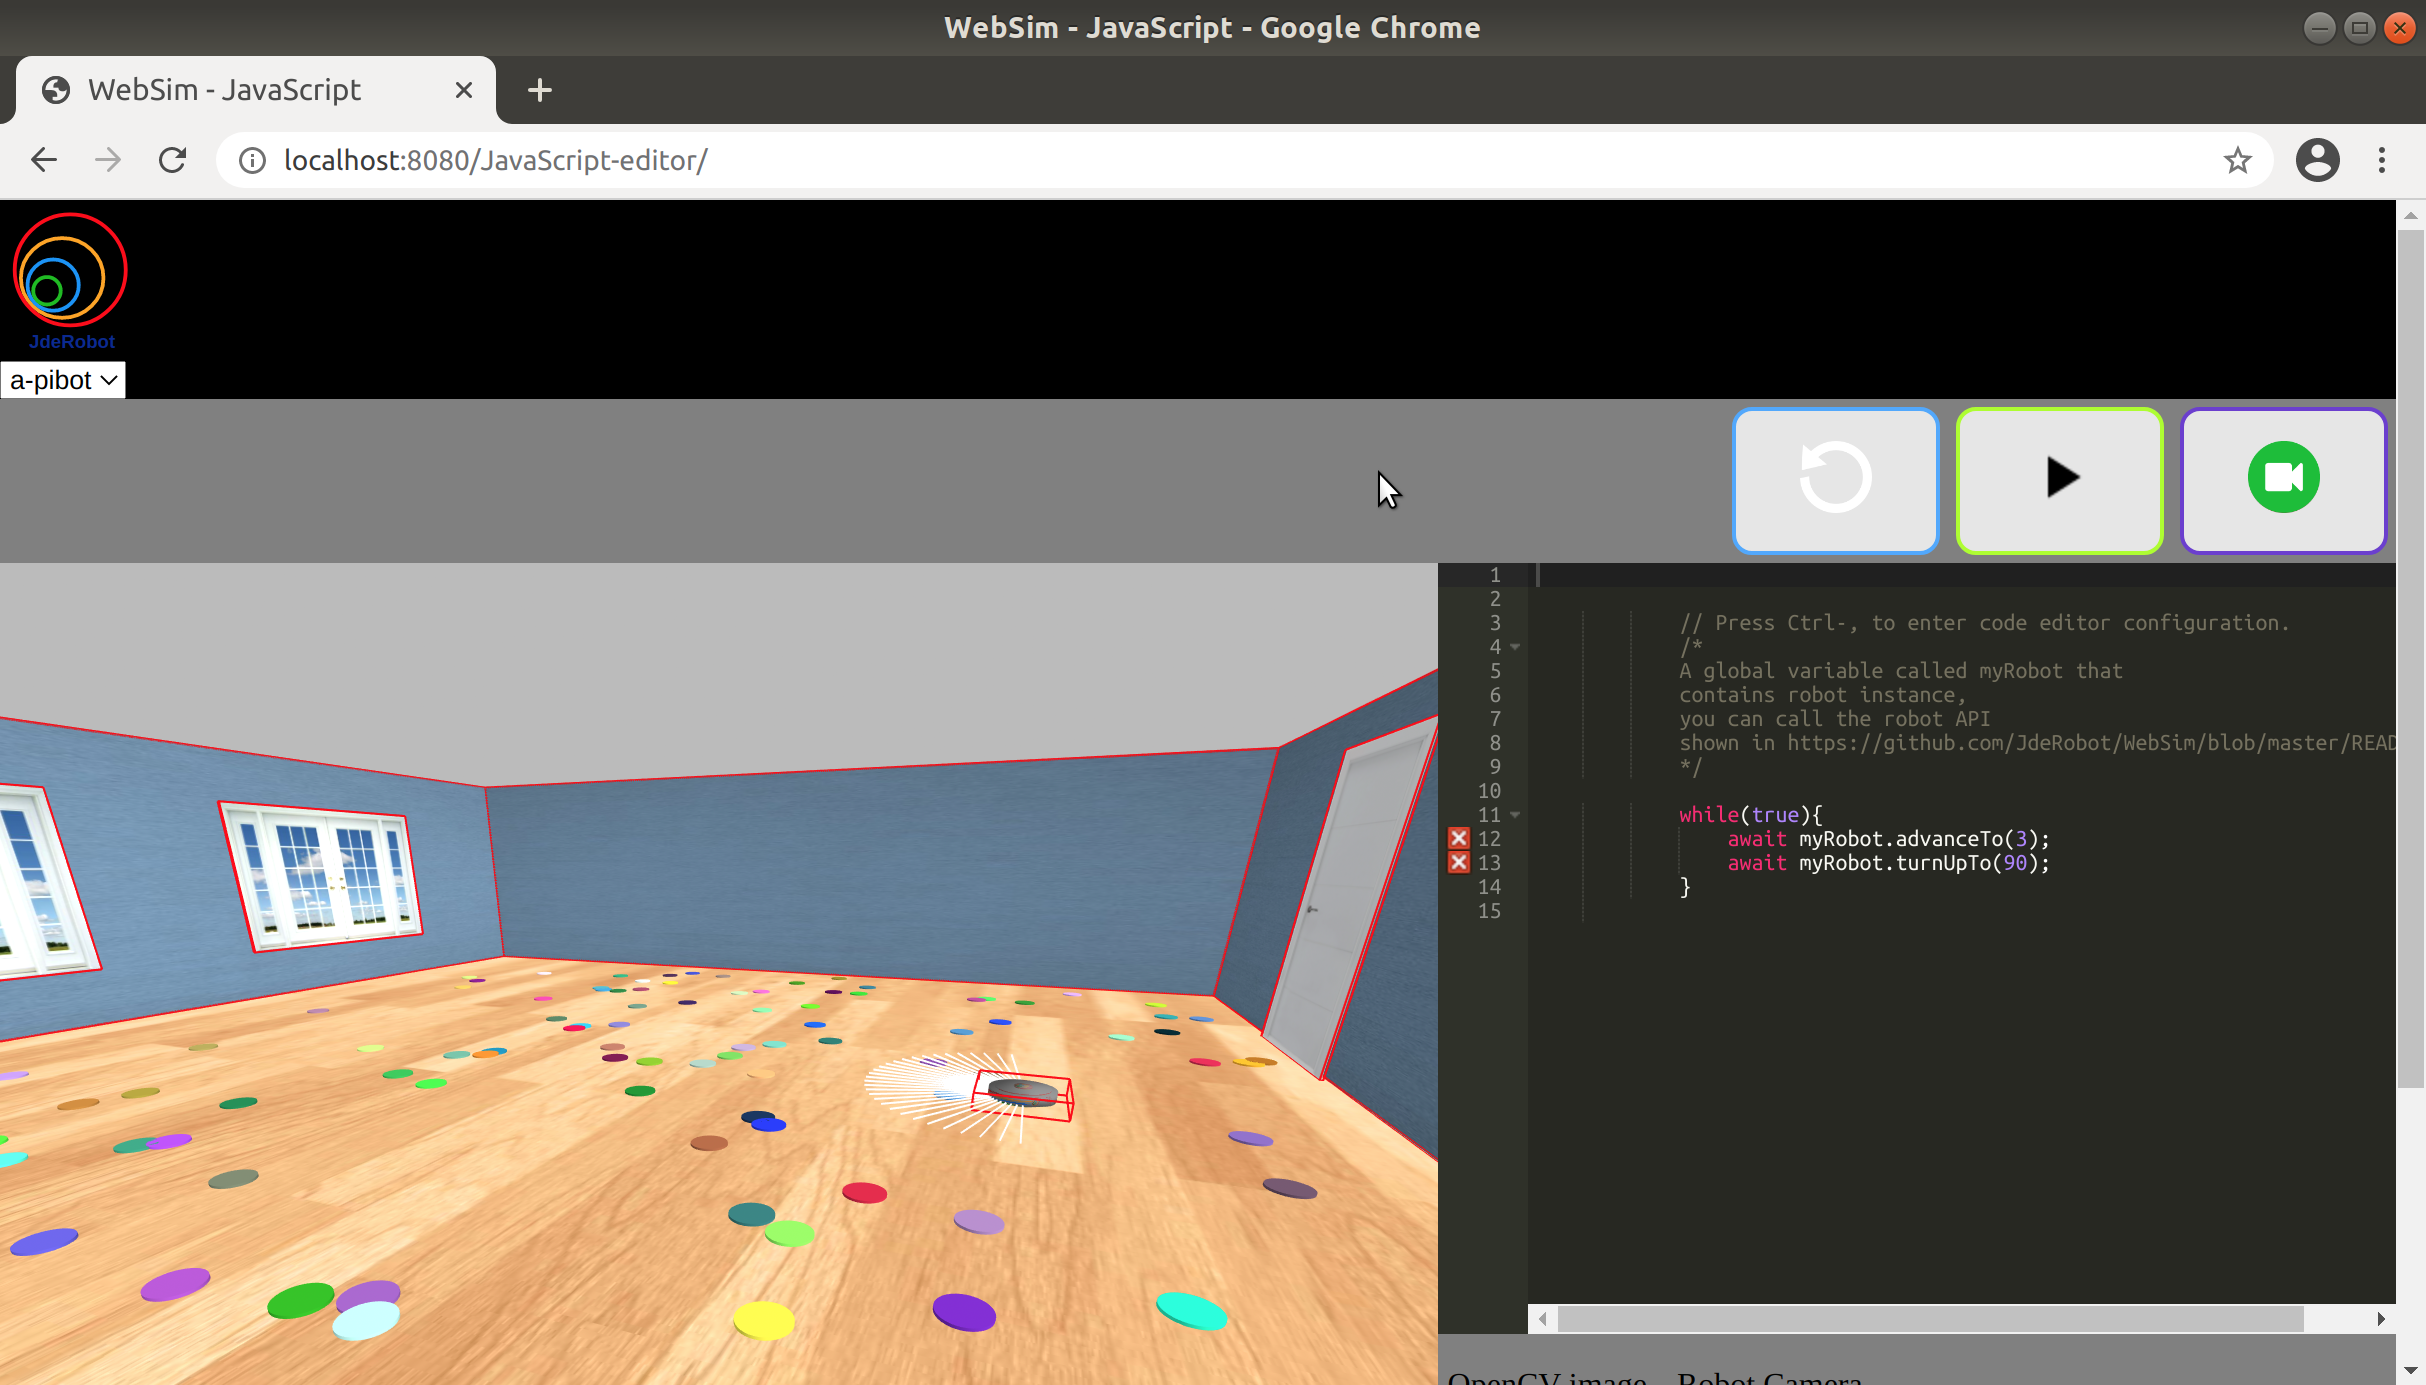 WebSim - JavaScript - Google Chrome
WebSim - JavaScript
localhost:8080/JavaScript-editor/
JdeRobot
a-pibot
1
2
3 // Press Ctrl-, to enter code editor configuration.
4 /*
5 A global variable called myRobot that
6 contains robot instance,
7 you can call the robot API
8 shown in https://github.com/JdeRobot/WebSim/blob/master/READ
9 */
10
11 while(true){
12 await myRobot.advanceTo(3);
13 await myRobot.turnUpTo(90);
14 }
15
OpenCV image Robot Camera